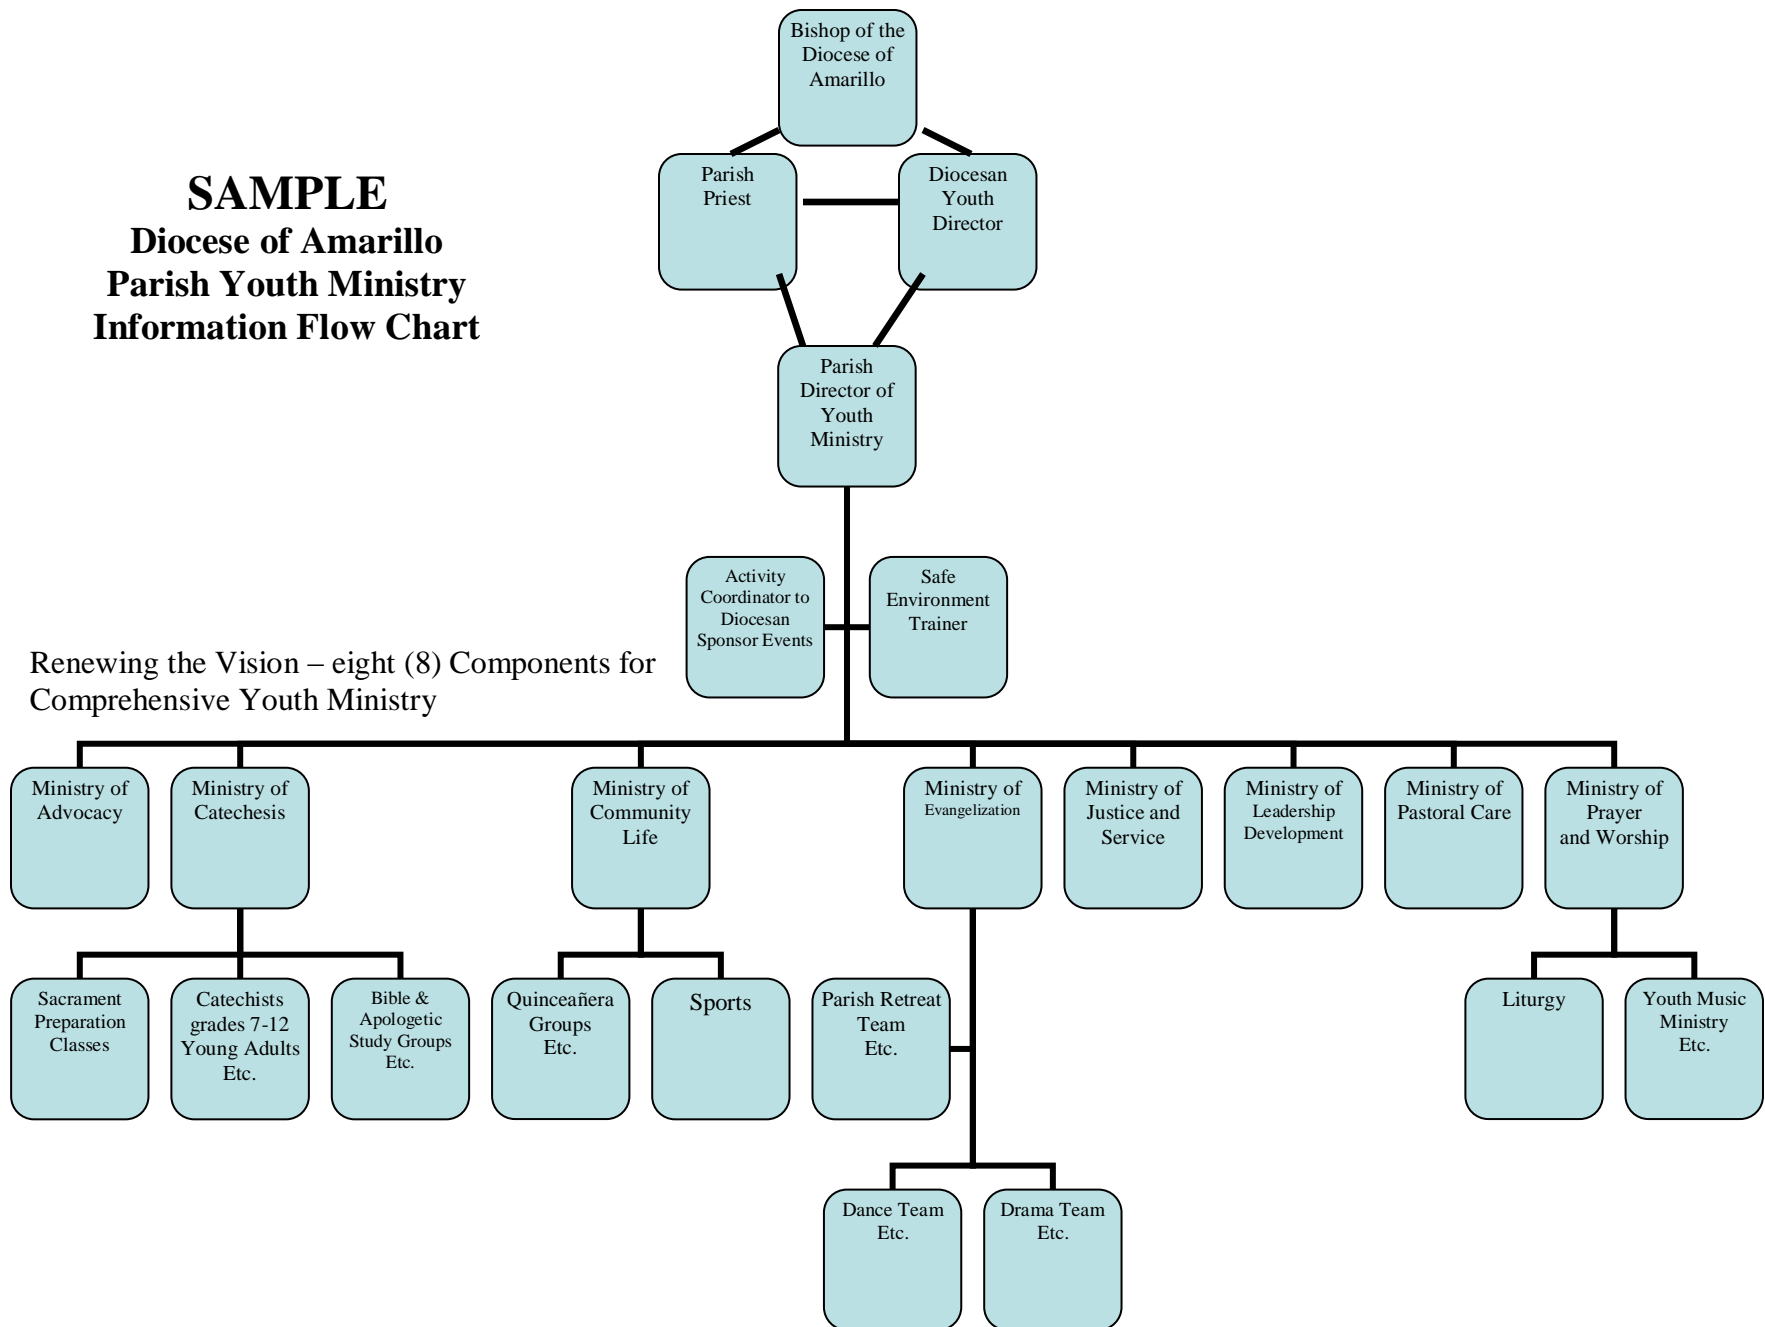 Bishop of the
Diocese of
Amarillo
SAMPLE
Diocese of Amarillo
Parish Youth Ministry
Information Flow Chart
Parish
Priest
Diocesan
Youth
Director
Parish
Director of
Youth
Ministry
Activity
Coordinator to
Diocesan
Sponsor Events
Safe
Environment
Trainer
Renewing the Vision – eight (8) Components for
Comprehensive Youth Ministry
Ministry of
Advocacy
Ministry of
Catechesis
Ministry of
Community
Life
Ministry of
Evangelization
Ministry of
Justice and
Service
Ministry of
Leadership
Development
Ministry of
Pastoral Care
Ministry of
Prayer
and Worship
Sacrament
Preparation
Classes
Catechists
grades 7-12
Young Adults
Etc.
Bible &
Apologetic
Study Groups
Etc.
Quinceañera
Groups
Etc.
Sports
Parish Retreat
Team
Etc.
Liturgy
Youth Music
Ministry
Etc.
Dance Team
Etc.
Drama Team
Etc.